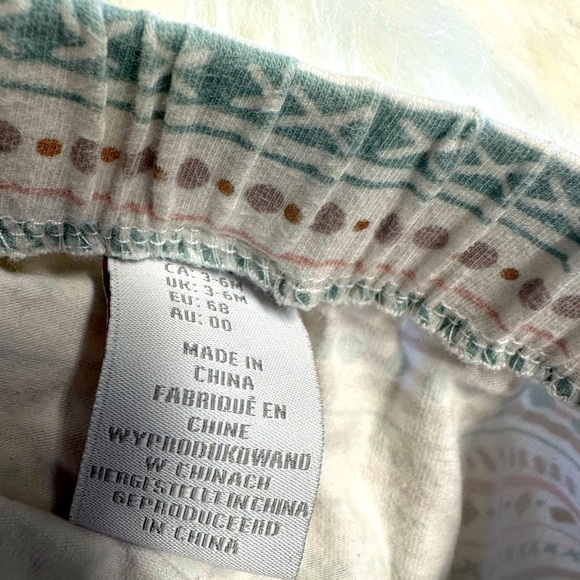 CA: 3-6M
UK: 3-6M
EU: 68
AU: 00
MADE IN
CHINA
FABRIQUÉ EN
CHINE
WYPRODUKOWANO
W CHINACH
HERGESTELLT IN CHINA
GEPRODUCEERD
IN CHINA